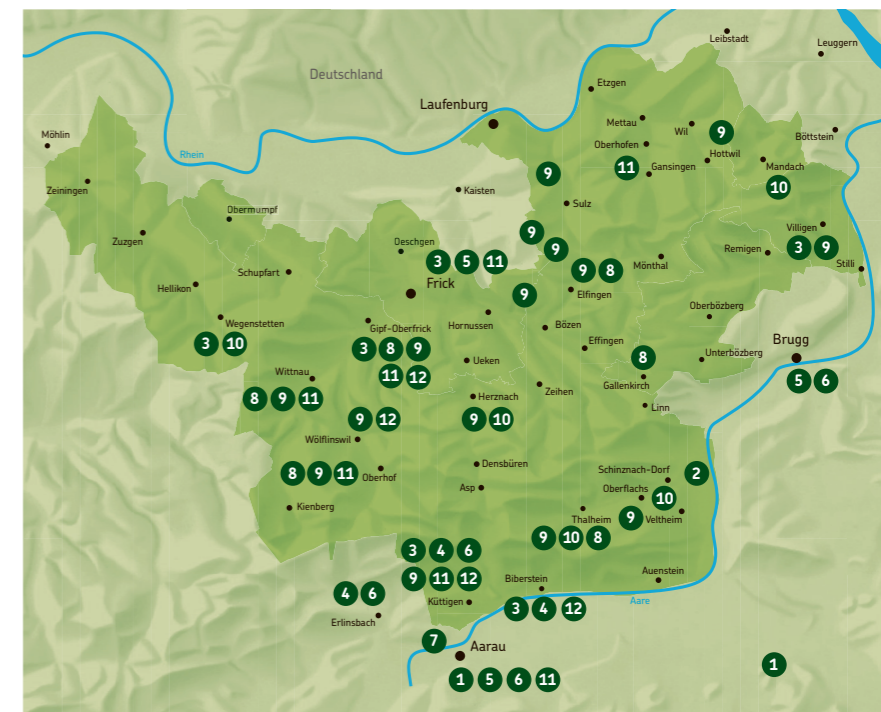 Leibstadt
Leuggern
Deutschland
Etzgen
Laufenburg
Mettau
Wil
9
Böttstein
Möhlin
Oberhofen
Hottwil
Rhein
11
Gansingen
Mandach
9
10
Zeiningen
Kaisten
Sulz
Obermumpf
Villigen
Zuzgen
9
Oeschgen
9
Remigen
3 9
3 5 11
Mönthal
Stilli
Schupfart
9 8
Hellikon
Frick
9
Elfingen
Oberbözberg
Wegenstetten
Gipf-Oberfrick
Hornussen
Bözen
3 10
3 8 9
Effingen
Brugg
Ueken
8
Unterbözberg
11 12
Wittnau
Gallenkirch
5 6
Zeihen
8 9 11
Herznach
Linn
9 12
9 10
Wölflinswil
Densbüren
8 9 11
Oberhof
Schinznach-Dorf
2
Asp
Oberflachs
10
Kienberg
Thalheim
9
Veltheim
9 10 8
3 4 6
9 11 12
Biberstein
Auenstein
4 6
Küttigen
3 4 12
Aare
Erlinsbach
7
Aarau
1
1 5 6 11